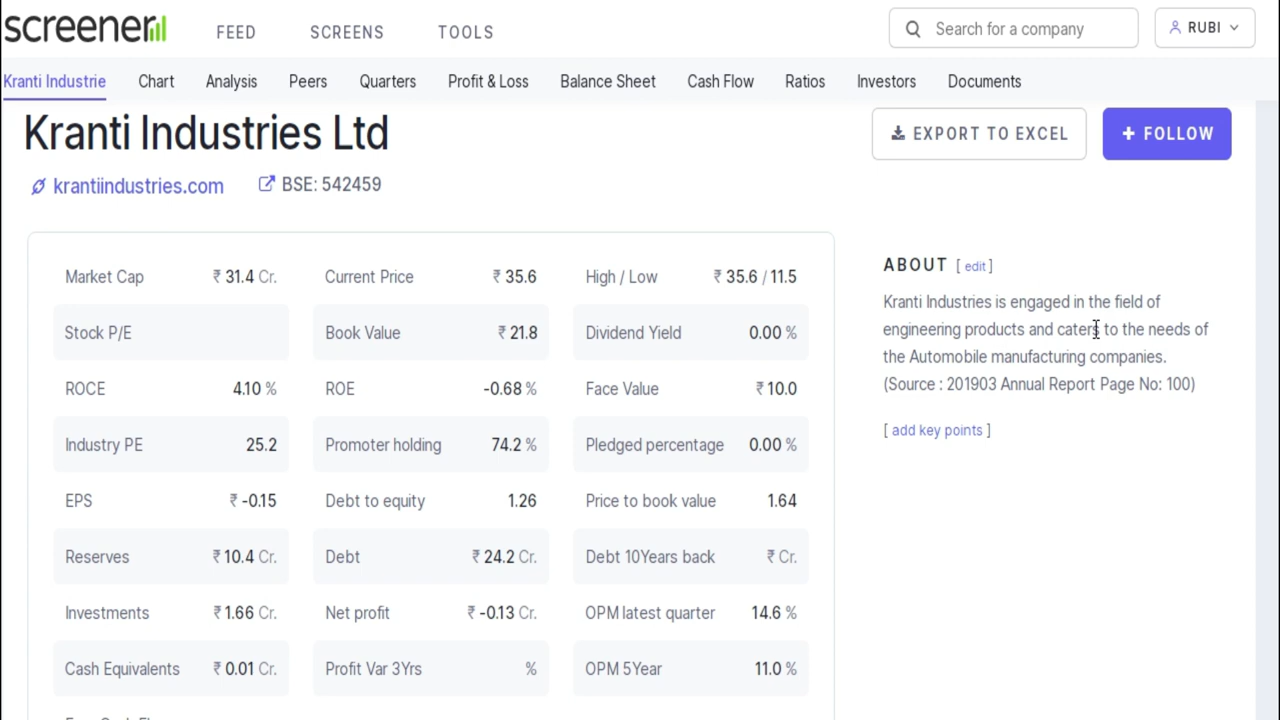 screener FEED SCREENS TOOLS Search for a company RUBI
Kranti Industrie Chart Analysis Peers Quarters Profit & Loss Balance Sheet Cash Flow Ratios Investors Documents
Kranti Industries Ltd
EXPORT TO EXCEL + FOLLOW
krantiindustries.com BSE: 542459
Market Cap ₹ 31.4 Cr. Current Price ₹ 35.6 High / Low ₹ 35.6 / 11.5
Stock P/E Book Value ₹ 21.8 Dividend Yield 0.00 %
ROCE 4.10 % ROE -0.68 % Face Value ₹ 10.0
Industry PE 25.2 Promoter holding 74.2 % Pledged percentage 0.00 %
EPS ₹ -0.15 Debt to equity 1.26 Price to book value 1.64
Reserves ₹ 10.4 Cr. Debt ₹ 24.2 Cr. Debt 10Years back ₹ Cr.
Investments ₹ 1.66 Cr. Net profit ₹ -0.13 Cr. OPM latest quarter 14.6 %
Cash Equivalents ₹ 0.01 Cr. Profit Var 3Yrs % OPM 5Year 11.0 %
ABOUT [ edit ]
Kranti Industries is engaged in the field of
engineering products and caters to the needs of
the Automobile manufacturing companies.
(Source : 201903 Annual Report Page No: 100)
[ add key points ]